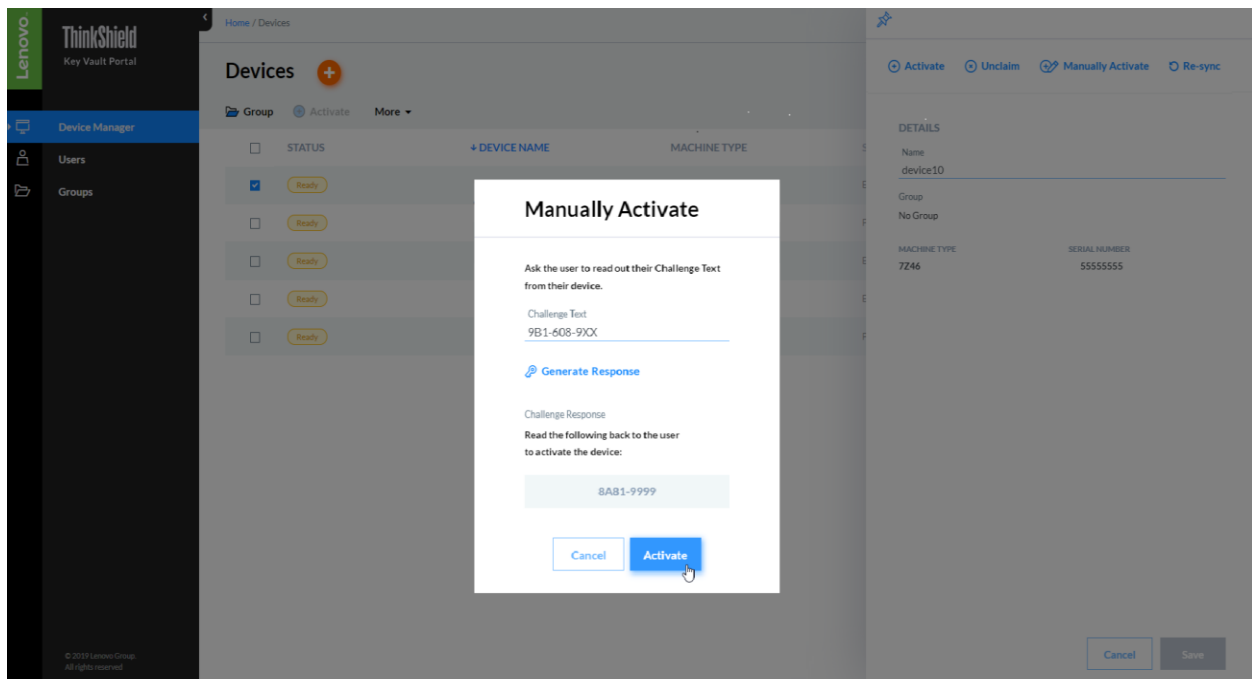 Lenovo.
ThinkShield
Key Vault Portal
Device Manager
Users
Groups
© 2019 Lenovo Group.
All rights reserved
Home / Devices
Devices
Group Activate More
STATUS DEVICE NAME MACHINE TYPE
Ready
Ready
Ready
Ready
Ready
Manually Activate
Ask the user to read out their Challenge Text
from their device.
Challenge Text
9B1-608-9XX
Generate Response
Challenge Response
Read the following back to the user
to activate the device:
8AB1-9999
Cancel Activate
Activate Unclaim Manually Activate Re-sync
DETAILS
Name
device10
Group
No Group
MACHINE TYPE SERIAL NUMBER
7Z46 55555555
Cancel Save